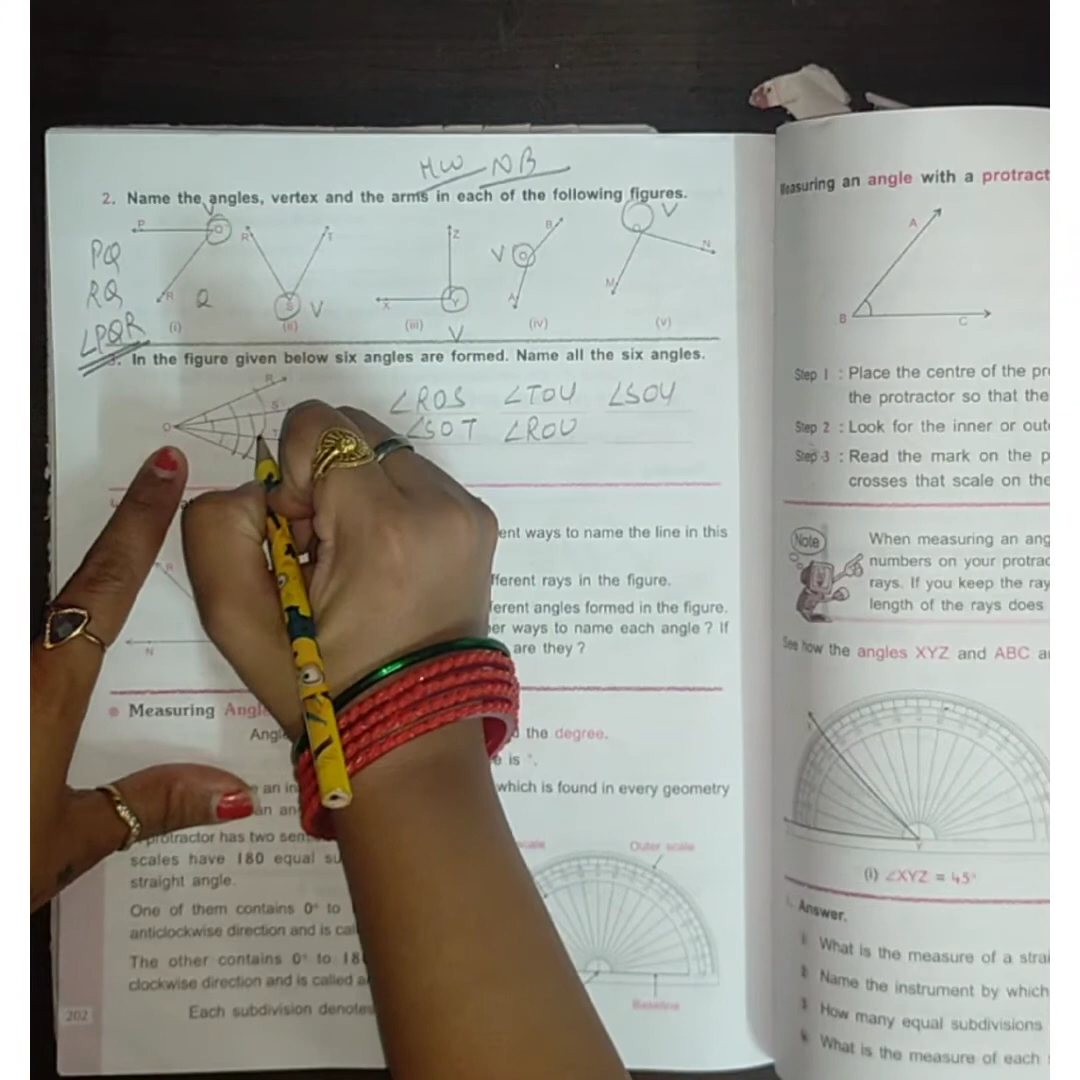 HW NB
2. Name the angles, vertex and the arms in each of the following figures.
V V
P Q R T Z B N
PQ V O
RQ R Q S V X Y A M
∠PQR (i) (ii) (iii) V (iv) (v)
In the figure given below six angles are formed. Name all the six angles.
R ∠ROS ∠TOU ∠SOU
O S T ∠SOT ∠ROU
ent ways to name the line in this
R fferent rays in the figure.
ferent angles formed in the figure.
er ways to name each angle ? If
N are they ?
Measuring Angl
Angl d the degree.
e is °.
e an in which is found in every geometry
an an
protractor has two sem
scales have 180 equal su
straight angle.
One of them contains 0° to
anticlockwise direction and is cal
The other contains 0° to 18
clockwise direction and is called a
Each subdivision denotes
scale Outer scale
Baseline
202
Measuring an angle with a protract
A
B C
Step 1 : Place the centre of the pr
the protractor so that the
Step 2 : Look for the inner or out
Step 3 : Read the mark on the p
crosses that scale on the
Note When measuring an ang
numbers on your protrac
rays. If you keep the ray
length of the rays does
See how the angles XYZ and ABC a
(i) ∠XYZ = 45°
Answer.
What is the measure of a strai
Name the instrument by which
How many equal subdivisions
What is the measure of each